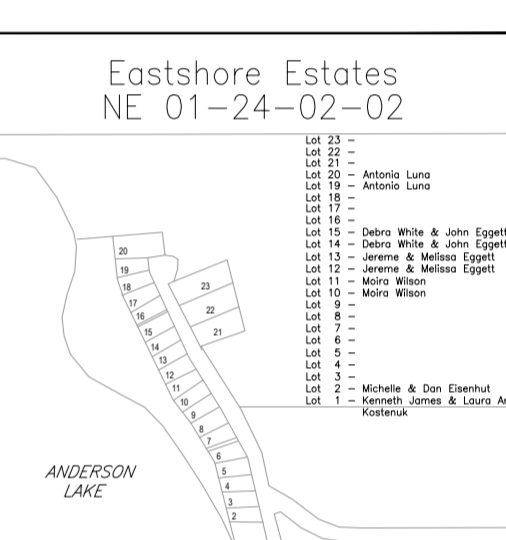 Eastshore Estates
NE 01-24-02-02
Lot 23 -
Lot 22 -
Lot 21 -
Lot 20 - Antonia Luna
Lot 19 - Antonio Luna
Lot 18 -
Lot 17 -
Lot 16 -
Lot 15 - Debra White & John Eggett
Lot 14 - Debra White & John Eggett
Lot 13 - Jereme & Melissa Eggett
Lot 12 - Jereme & Melissa Eggett
Lot 11 - Moira Wilson
Lot 10 - Moira Wilson
Lot 9 -
Lot 8 -
Lot 7 -
Lot 6 -
Lot 5 -
Lot 4 -
Lot 3 -
Lot 2 - Michelle & Dan Eisenhut
Lot 1 - Kenneth James & Laura
Kostenuk
20
19
18
17
16
15
14
13
12
11
10
9
8
7
6
5
4
3
2
23
22
21
ANDERSON
LAKE